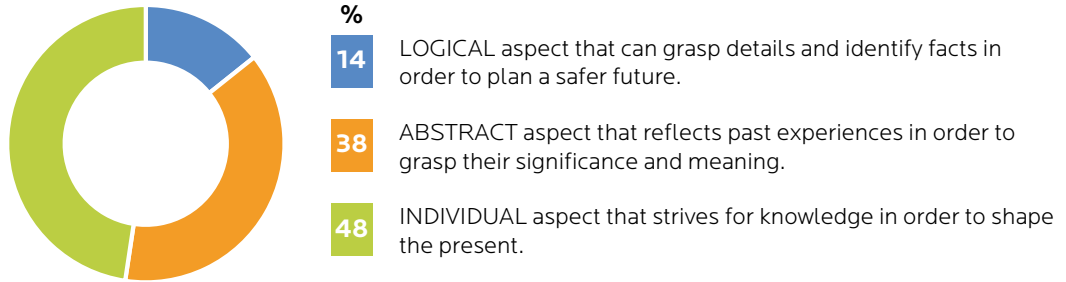 %
14
LOGICAL aspect that can grasp details and identify facts in
order to plan a safer future.
38
ABSTRACT aspect that reflects past experiences in order to
grasp their significance and meaning.
48
INDIVIDUAL aspect that strives for knowledge in order to shape
the present.